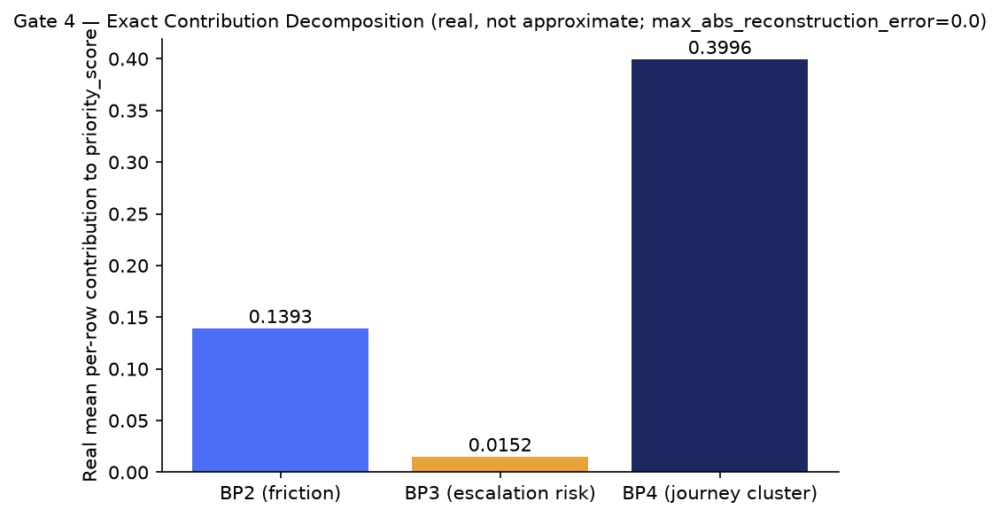 Gate 4 — Exact Contribution Decomposition (real, not approximate; max_abs_reconstruction_error=0.0)
Real mean per-row contribution to priority_score
0.40
0.35
0.30
0.25
0.20
0.15
0.10
0.05
0.00
0.1393
0.0152
0.3996
BP2 (friction)
BP3 (escalation risk)
BP4 (journey cluster)